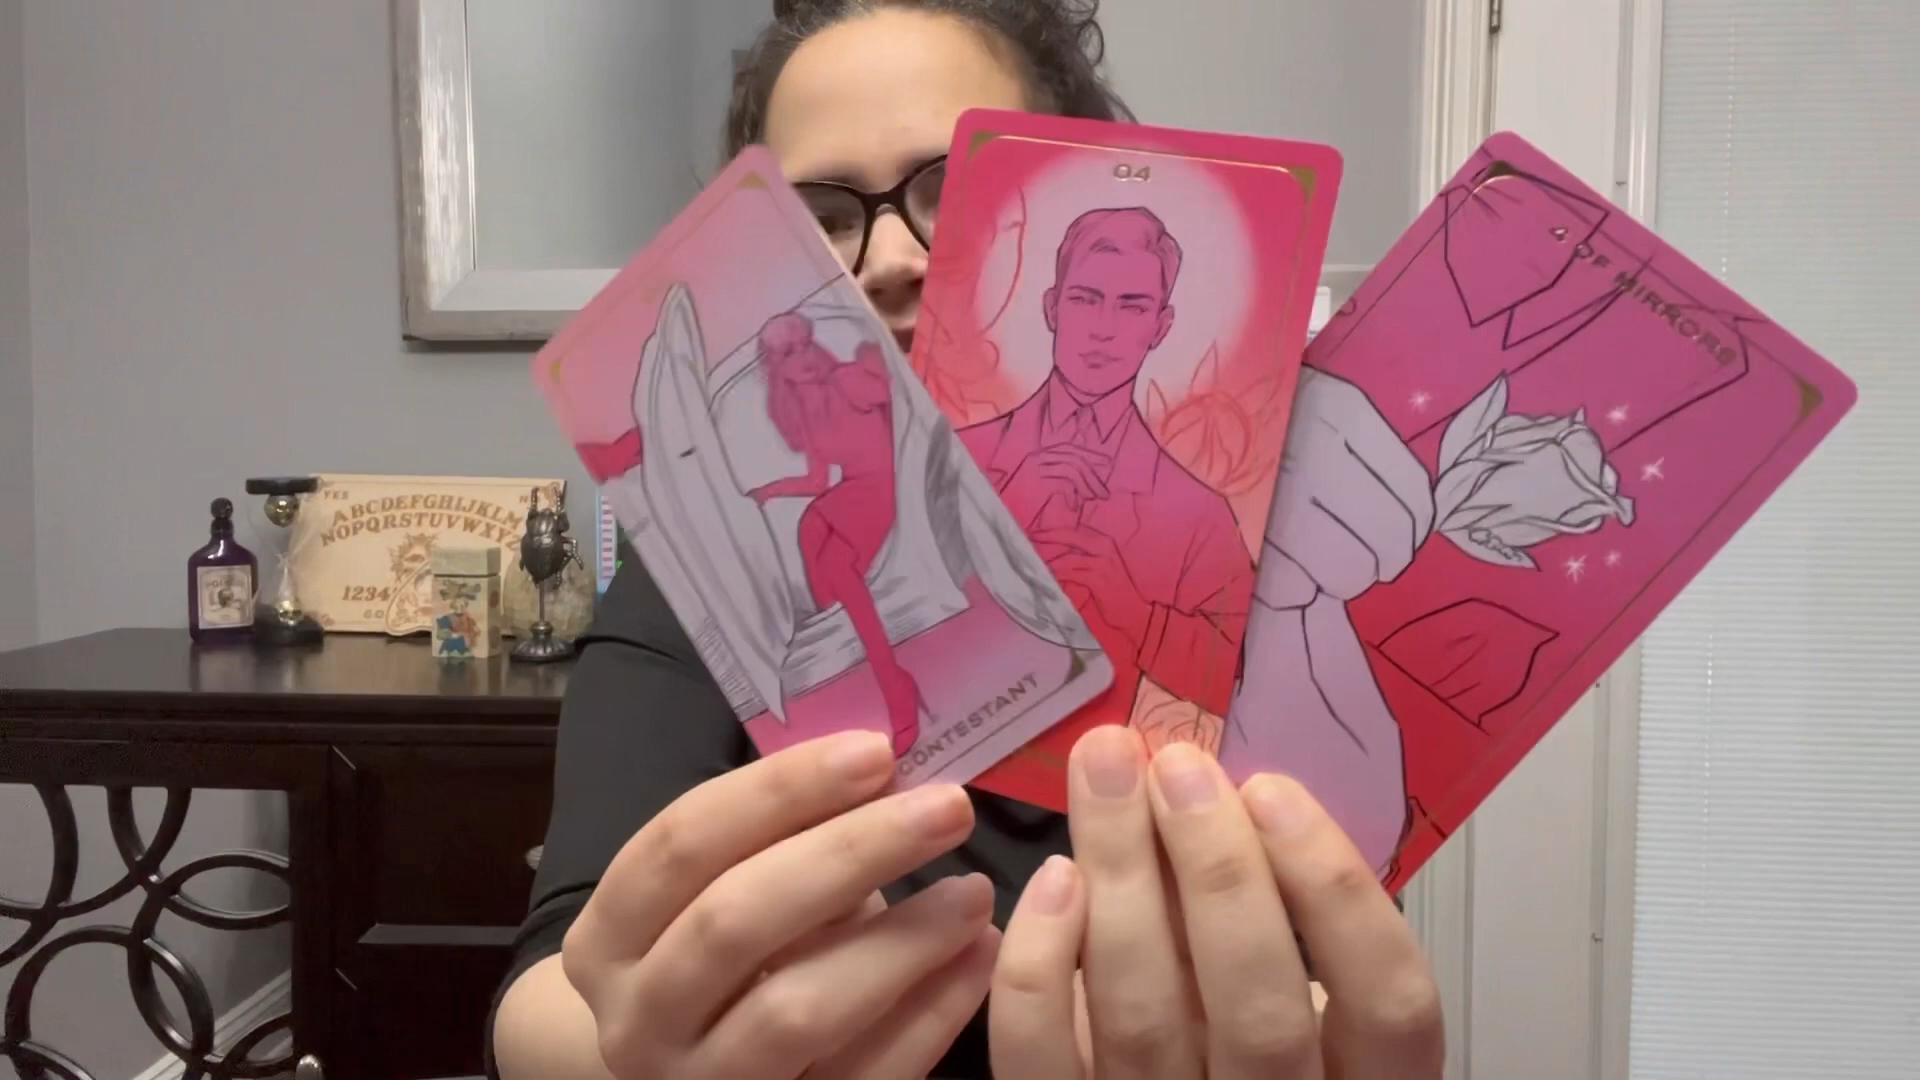 04
4 OF MIRRORS
CONTESTANT
YES
ABCDEFGHIJKLM
NOPQRSTUVWXYZ
1234